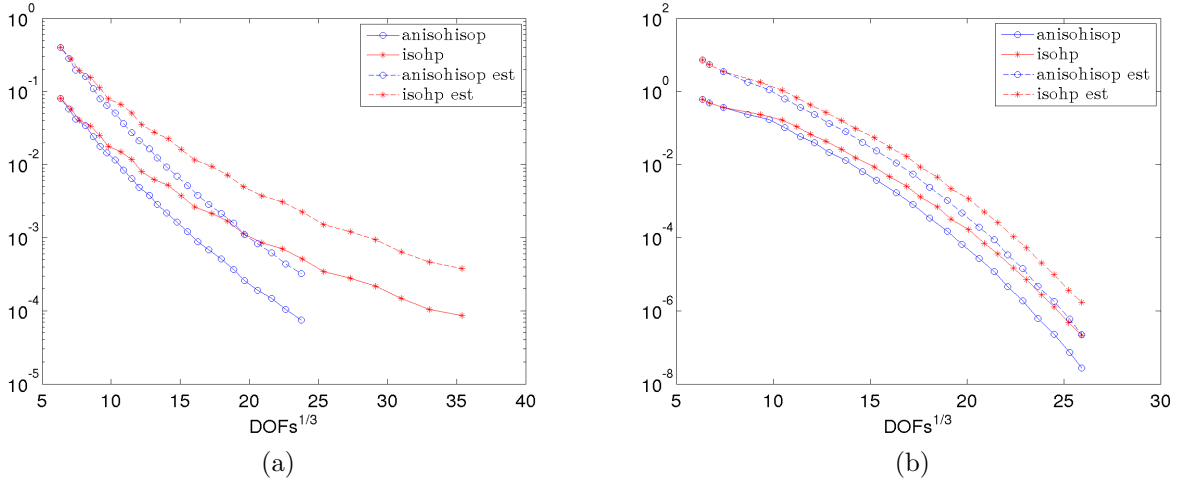 10^0
10^-1
10^-2
10^-3
10^-4
10^-5
5 10 15 20 25 30 35 40
DOFs^1/3
anisohisop
isohp
anisohisop est
isohp est
(a)
10^2
10^0
10^-2
10^-4
10^-6
10^-8
5 10 15 20 25 30
DOFs^1/3
anisohisop
isohp
anisohisop est
isohp est
(b)